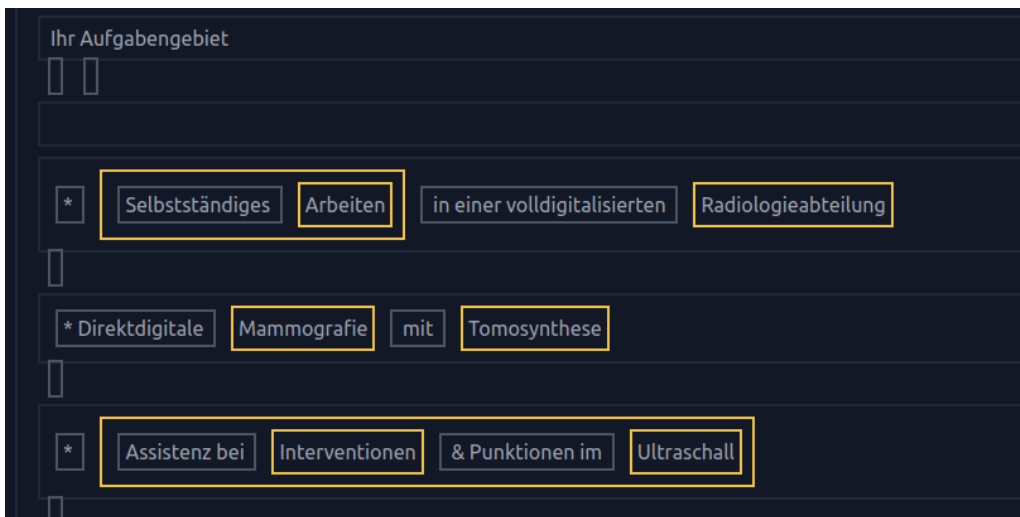 Ihr Aufgabengebiet
* Selbstständiges Arbeiten in einer volldigitalisierten Radiologieabteilung
* Direktdigitale Mammografie mit Tomosynthese
* Assistenz bei Interventionen & Punktionen im Ultraschall